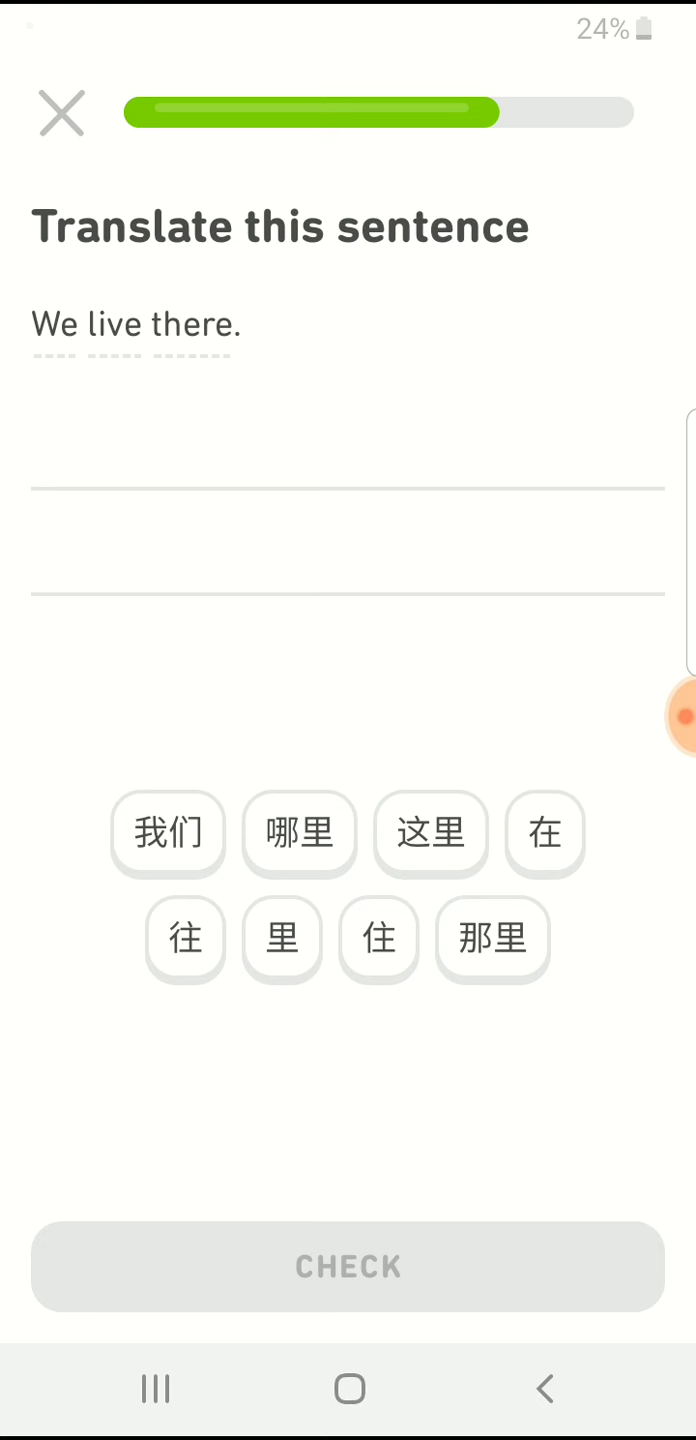 24%
Translate this sentence
We live there.
我们 哪里 这里 在
往 里 住 那里
CHECK